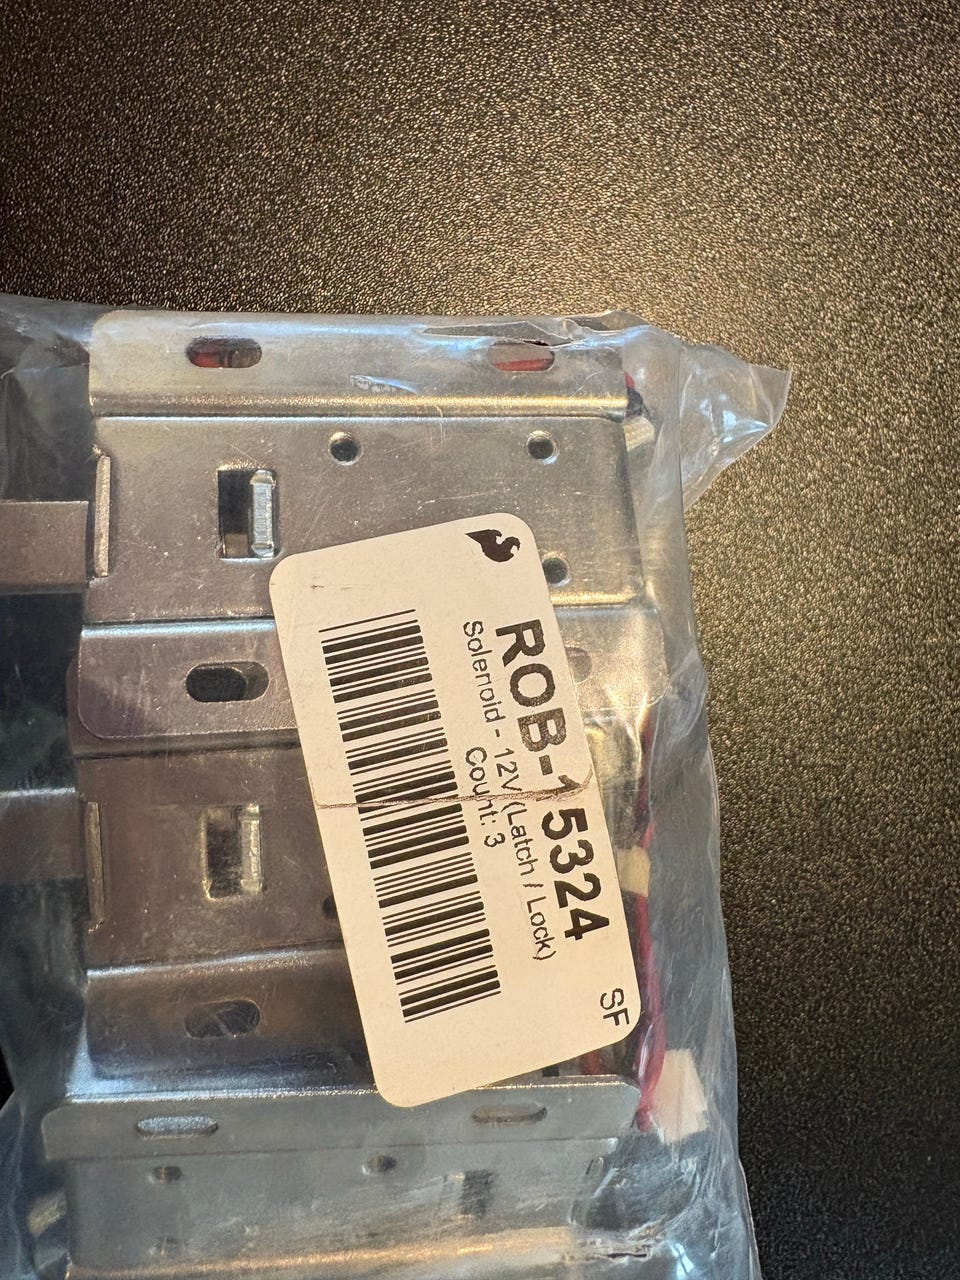 ROB-15324
Solenoid - 12V (Latch / Lock)
Count: 3
SF